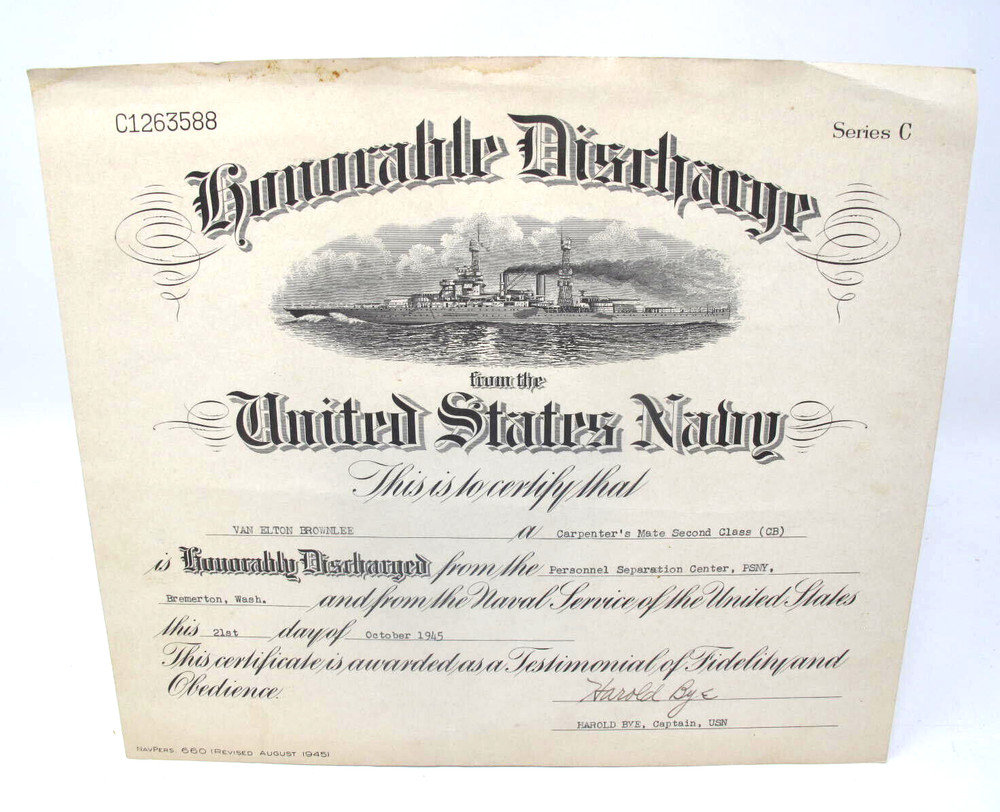 C1263588
Series C
Honorable Discharge
from the
United States Navy
This is to certify that
VAN ELTON BROWNLEE a Carpenter's Mate Second Class (CB)
is Honorably Discharged from the Personnel Separation Center, PSNY,
Bremerton, Wash. and from the Naval Service of the United States
this 21st day of October 1945
This certificate is awarded as a Testimonial of Fidelity and
Obedience.
Harold Bye
HAROLD BYE, Captain, USN
NAVPERS. 660 (REVISED AUGUST 1945)